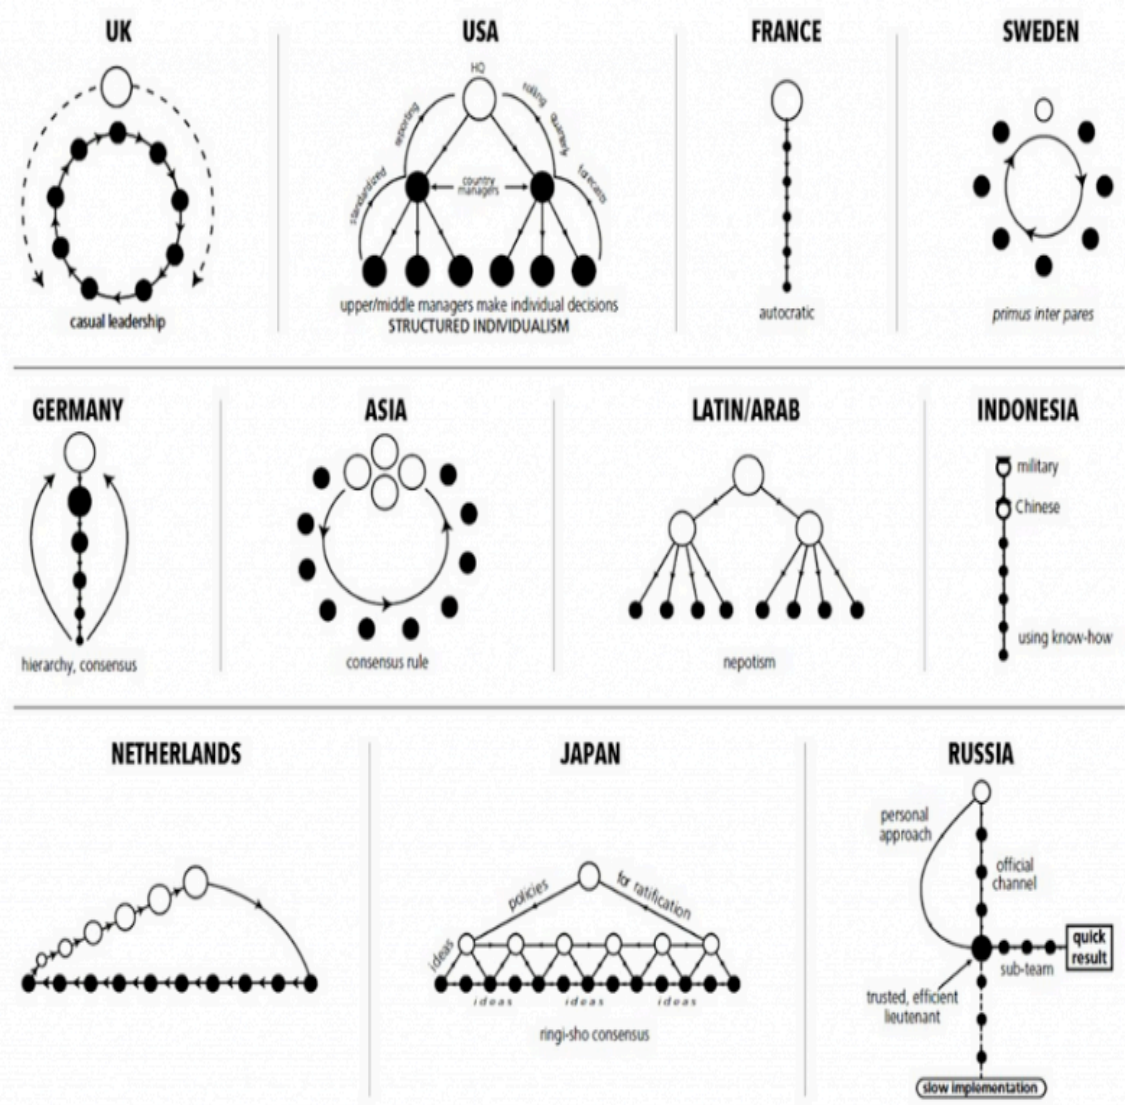 UK
USA
FRANCE
SWEDEN
HQ
reporting
rolling
quarterly
standardized
forecasts
country
managers
casual leadership
upper/middle managers make individual decisions
STRUCTURED INDIVIDUALISM
autocratic
primus inter pares
GERMANY
ASIA
LATIN/ARAB
INDONESIA
military
Chinese
using know-how
hierarchy, consensus
consensus rule
nepotism
NETHERLANDS
JAPAN
RUSSIA
personal
approach
official
channel
policies
for ratification
ideas
ideas
ideas
ideas
ringi-sho consensus
quick
result
sub-team
trusted, efficient
lieutenant
slow implementation